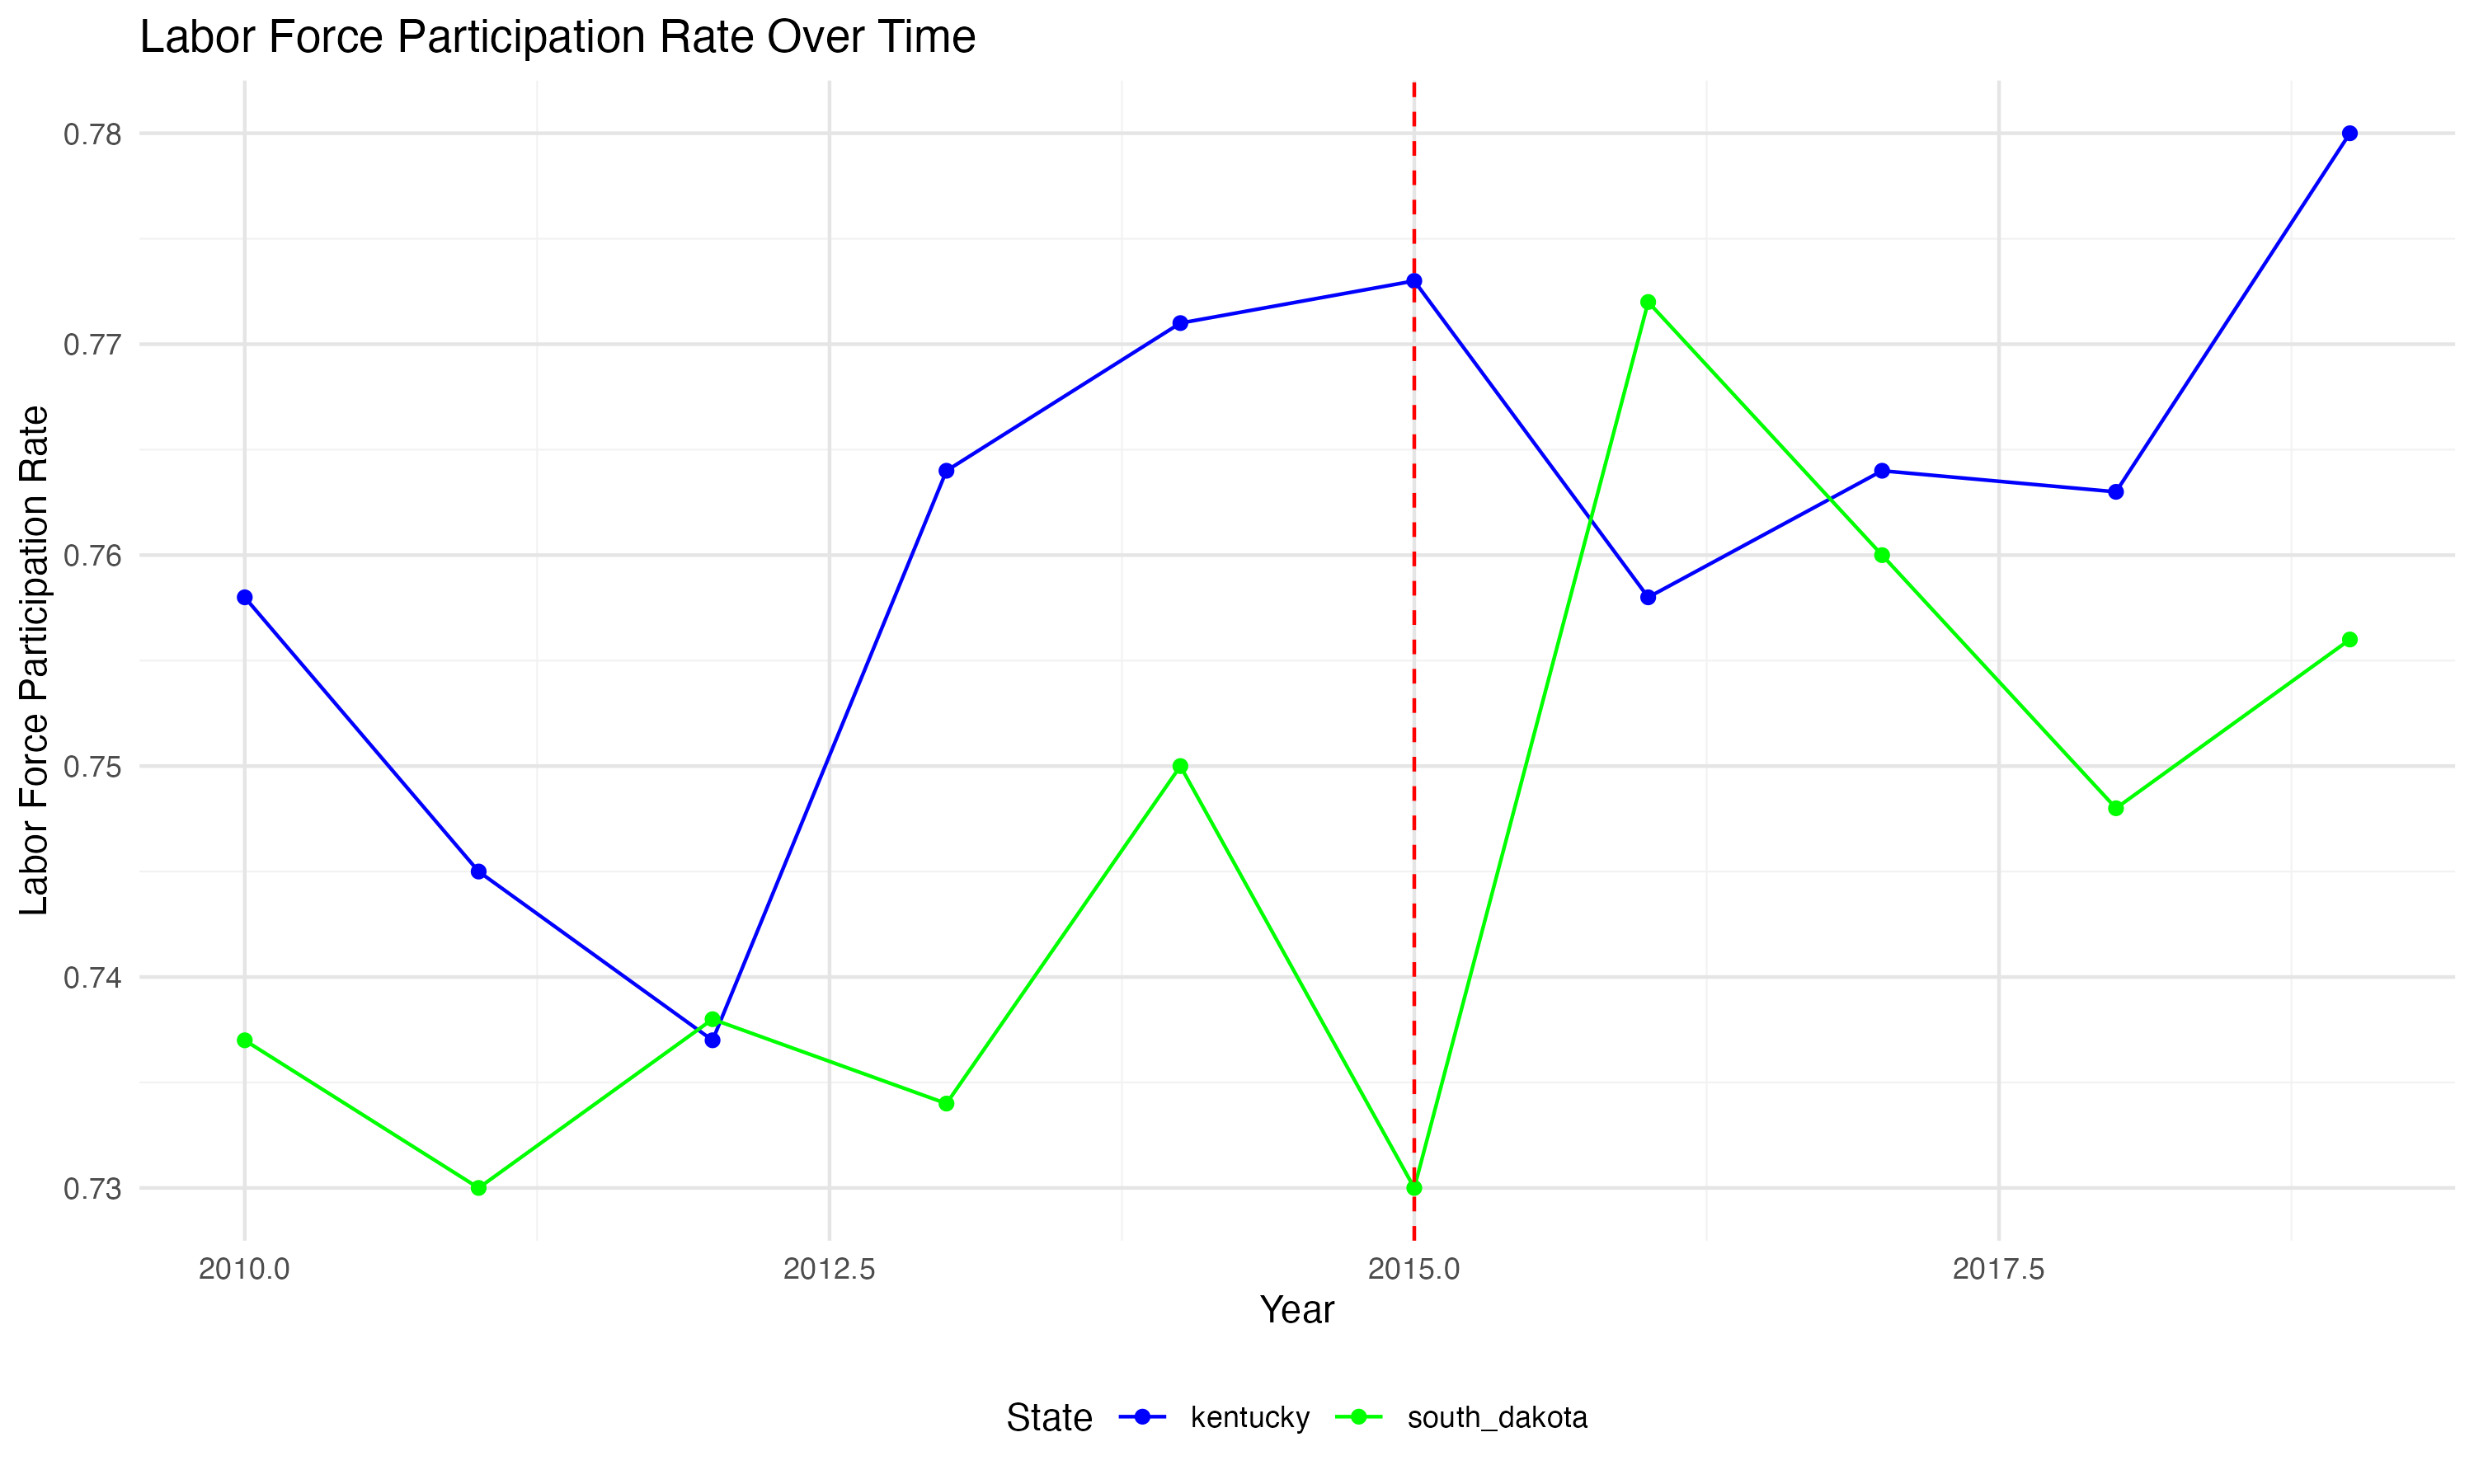 Labor Force Participation Rate Over Time
Labor Force Participation Rate
0.78
0.77
0.76
0.75
0.74
0.73
2010.0 2012.5 2015.0 2017.5
Year
State kentucky south_dakota